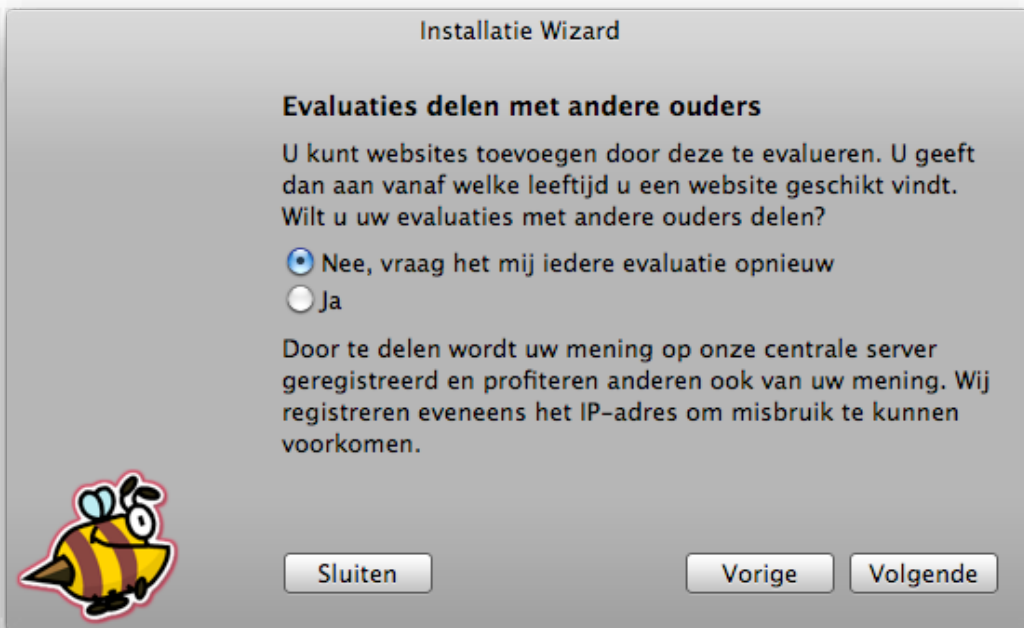 Installatie Wizard
Evaluaties delen met andere ouders
U kunt websites toevoegen door deze te evalueren. U geeft
dan aan vanaf welke leeftijd u een website geschikt vindt.
Wilt u uw evaluaties met andere ouders delen?
Nee, vraag het mij iedere evaluatie opnieuw
Ja
Door te delen wordt uw mening op onze centrale server
geregistreerd en profiteren anderen ook van uw mening. Wij
registreren eveneens het IP-adres om misbruik te kunnen
voorkomen.
Sluiten
Vorige
Volgende